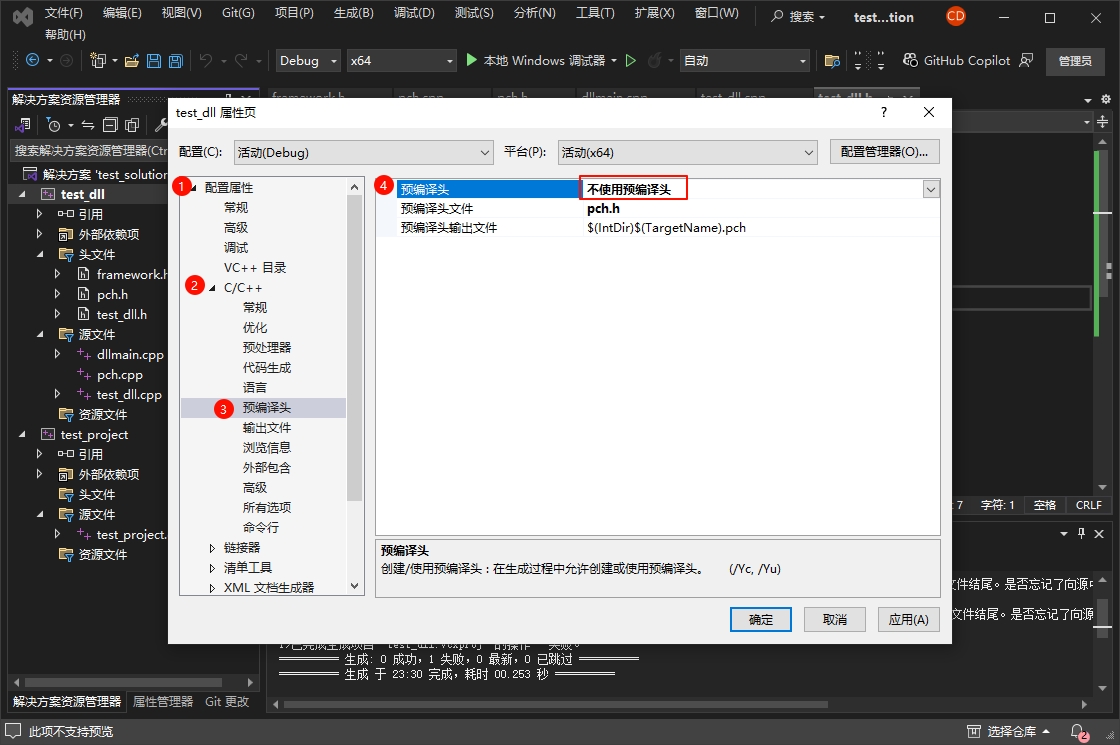 文件(F) 编辑(E) 视图(V) Git(G) 项目(P) 生成(B) 调试(D) 测试(S) 分析(N) 工具(T) 扩展(X) 窗口(W) 搜索 test...tion CD
帮助(H)
Debug x64 本地 Windows 调试器 自动 GitHub Copilot 管理员
解决方案资源管理器
framework.h pch.cpp pch.h dllmain.cpp test_dll.cpp test_dll.h
搜索解决方案资源管理器(Ctr
解决方案 'test_solution
test_dll
引用
外部依赖项
头文件
framework.h
pch.h
test_dll.h
源文件
dllmain.cpp
pch.cpp
test_dll.cpp
资源文件
test_project
引用
外部依赖项
头文件
源文件
test_project.
资源文件
解决方案资源管理器 属性管理器 Git 更改
test_dll 属性页 ?
配置(C): 活动(Debug) 平台(P): 活动(x64) 配置管理器(O)...
1 配置属性
常规
高级
调试
VC++ 目录
2 C/C++
常规
优化
预处理器
代码生成
语言
3 预编译头
输出文件
浏览信息
外部包含
高级
所有选项
命令行
链接器
清单工具
XML 文档生成器
4 预编译头 不使用预编译头
预编译头文件 pch.h
预编译头输出文件 $(IntDir)$(TargetName).pch
预编译头
创建/使用预编译头：在生成过程中允许创建或使用预编译头。 (/Yc, /Yu)
确定 取消 应用(A)
: 7 字符: 1 空格 CRLF
文件结尾。是否忘记了向源中
文件结尾。是否忘记了向源
1>已完成生成项目"test_dll.vcxproj"的操作 - 失败。
========== 生成: 0 成功，1 失败，0 最新，0 已跳过 ==========
========== 生成 于 23:30 完成，耗时 00.253 秒 ==========
此项不支持预览 选择仓库 2